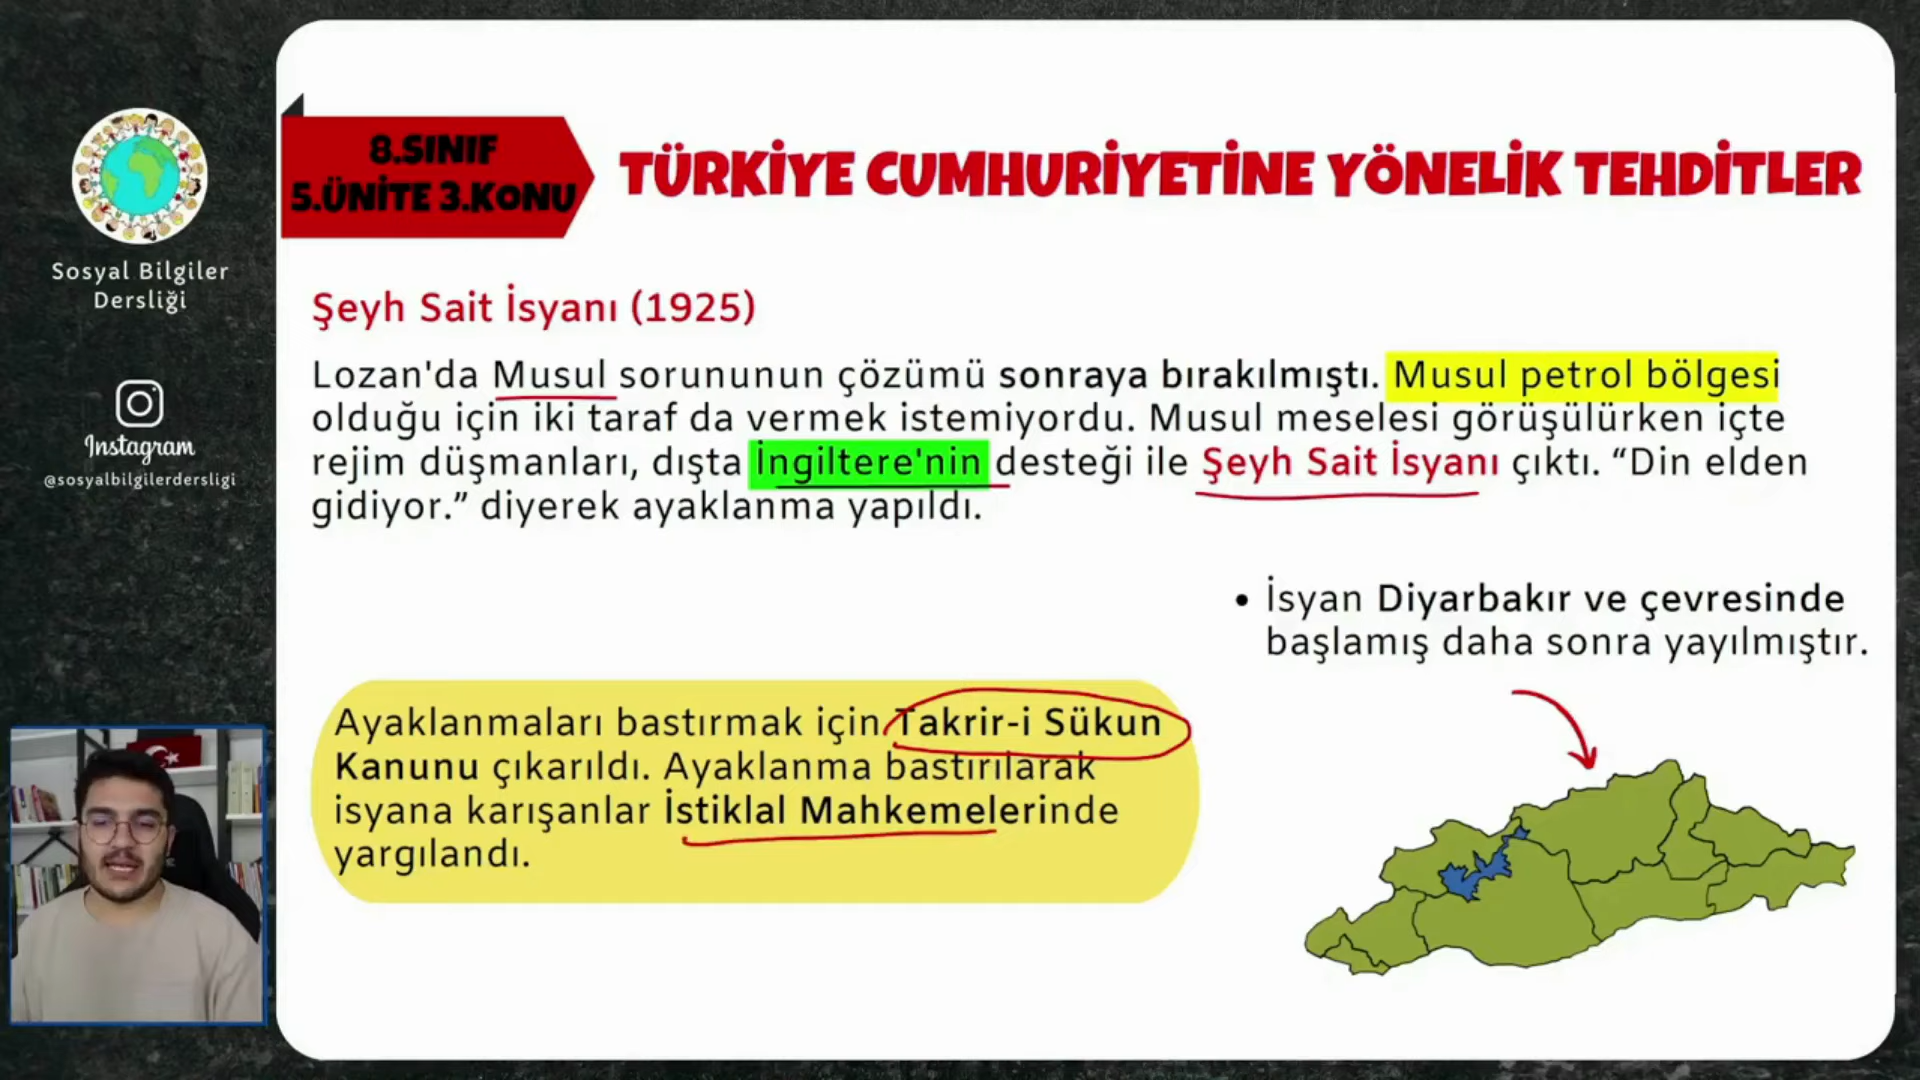 8.SINIF
5.ÜNİTE 3.KONU
TÜRKİYE CUMHURİYETİNE YÖNELİK TEHDİTLER
Sosyal Bilgiler
Dersliği
Instagram
@sosyalbilgilerdersligi
Şeyh Sait İsyanı (1925)
Lozan'da Musul sorununun çözümü sonraya bırakılmıştı. Musul petrol bölgesi
olduğu için iki taraf da vermek istemiyordu. Musul meselesi görüşülürken içte
rejim düşmanları, dışta İngiltere'nin desteği ile Şeyh Sait İsyanı çıktı. “Din elden
gidiyor.” diyerek ayaklanma yapıldı.
• İsyan Diyarbakır ve çevresinde
başlamış daha sonra yayılmıştır.
Ayaklanmaları bastırmak için Takrir-i Sükun
Kanunu çıkarıldı. Ayaklanma bastırılarak
isyana karışanlar İstiklal Mahkemelerinde
yargılandı.